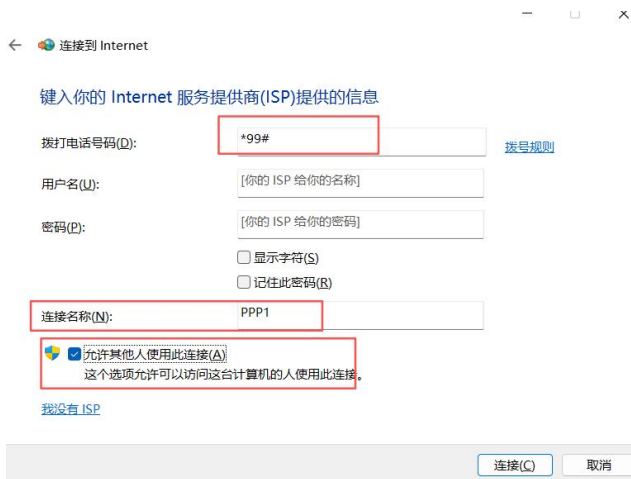 连接到 Internet
键入你的 Internet 服务提供商(ISP)提供的信息
拨打电话号码(D): *99# 拨号规则
用户名(U): [你的 ISP 给你的名称]
密码(P): [你的 ISP 给你的密码]
显示字符(S)
记住此密码(R)
连接名称(N): PPP1
允许其他人使用此连接(A)
这个选项允许可以访问这台计算机的人使用此连接。
我没有 ISP
连接(C) 取消